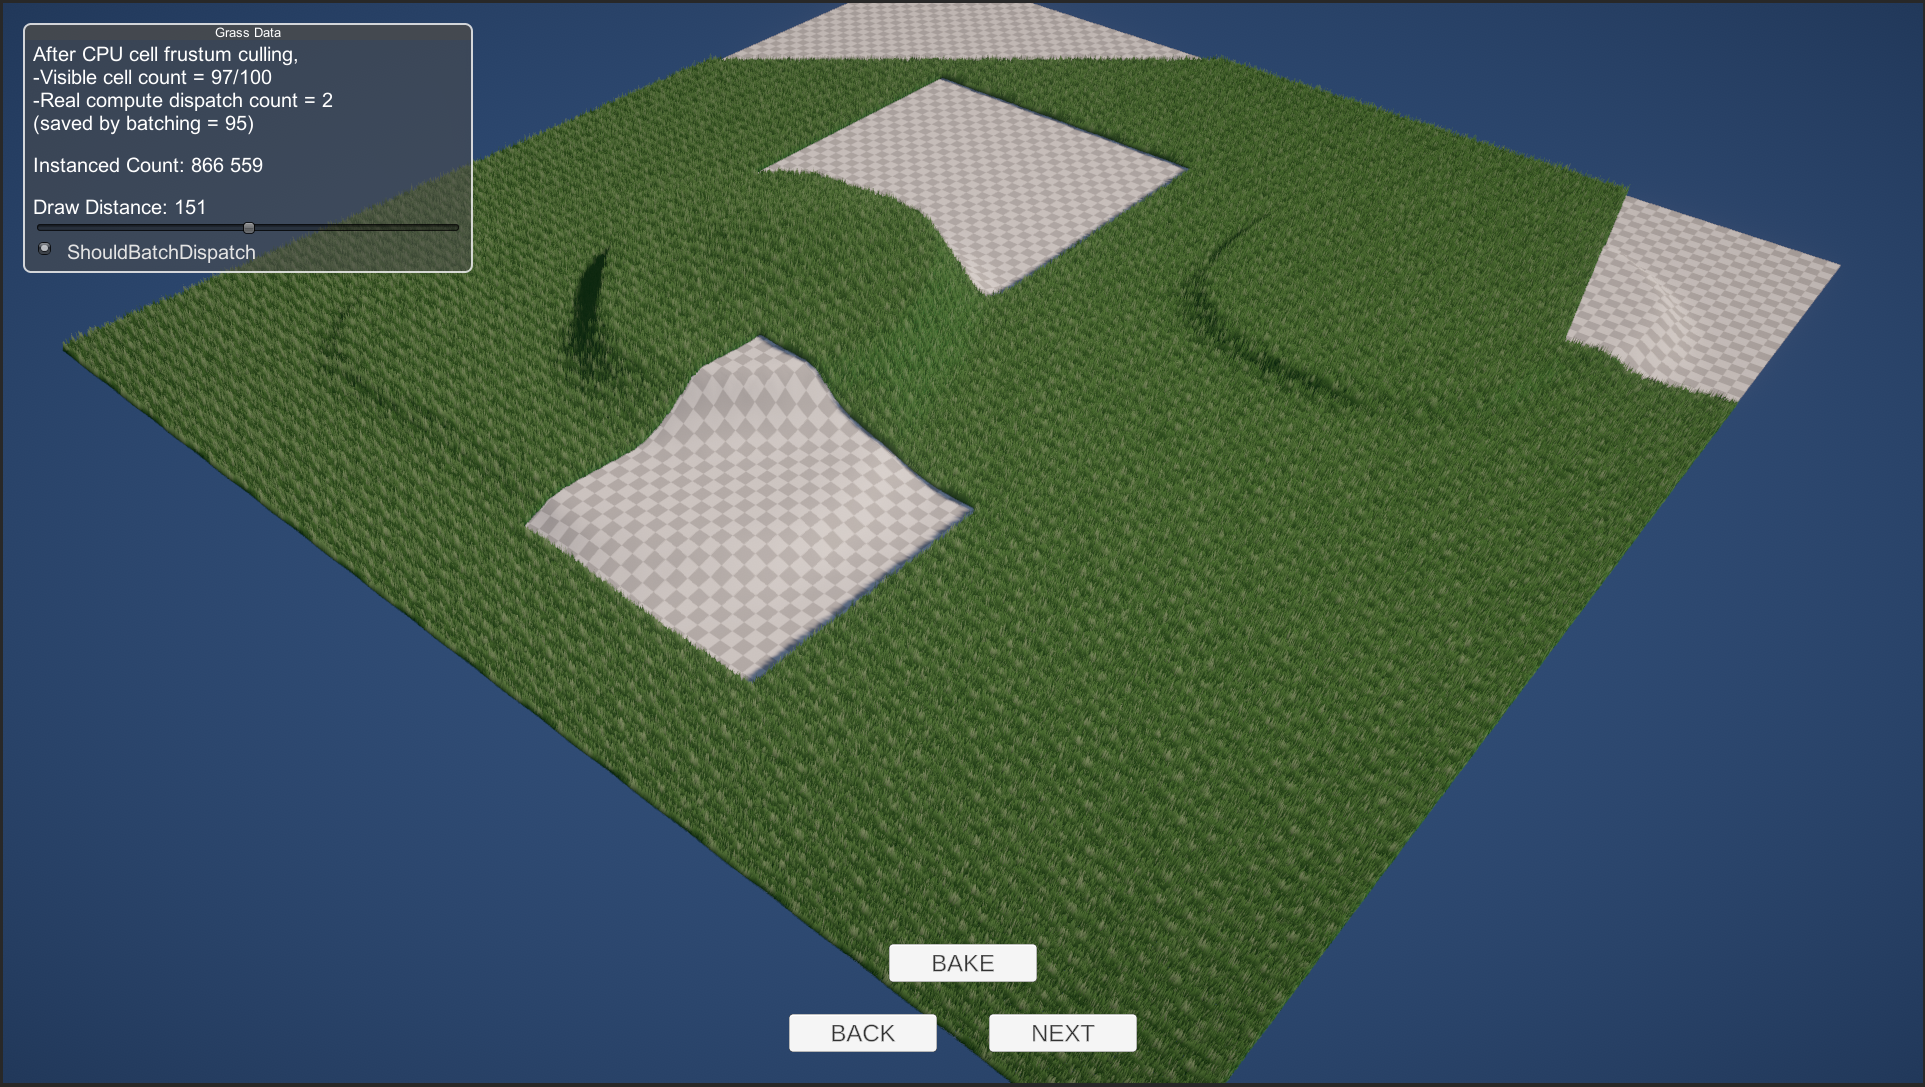 Grass Data
After CPU cell frustum culling,
-Visible cell count = 97/100
-Real compute dispatch count = 2
(saved by batching = 95)
Instanced Count: 866 559
Draw Distance: 151
ShouldBatchDispatch
BAKE
BACK
NEXT